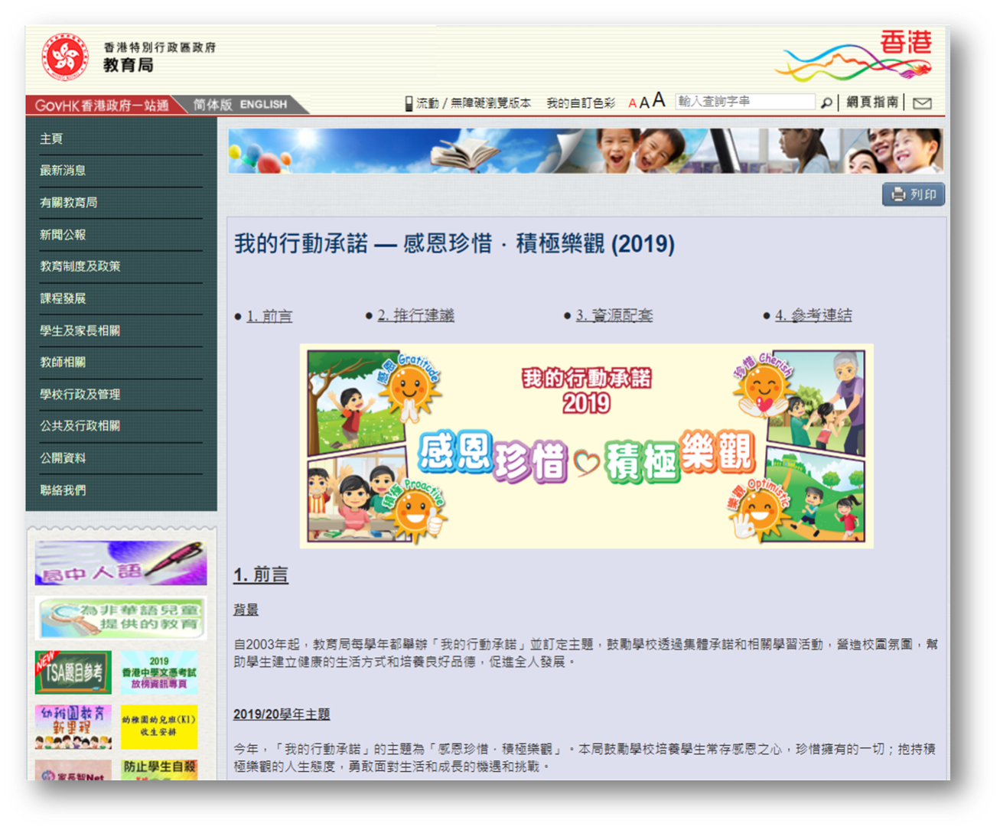 香港特別行政區政府
教育局
香港
GovHK香港政府一站通 简体版 ENGLISH
流動 / 無障礙瀏覽版本 我的自訂色彩 A A A 輸入查詢字串 網頁指南
主頁
最新消息
有關教育局
新聞公報
教育制度及政策
課程發展
學生及家長相關
教師相關
學校行政及管理
公共及行政相關
公開資料
聯絡我們
局中人語
為非華語兒童
提供的教育
NEW
TSA題目參考
2019
香港中學文憑考試
放榜資訊專頁
幼稚園教育
新里程
幼稚園幼兒班(K1)
收生安排
家長智Net
防止學生自殺
列印
我的行動承諾 — 感恩珍惜 · 積極樂觀 (2019)
● 1. 前言 ● 2. 推行建議 ● 3. 資源配套 ● 4. 參考連結
感恩 Gratitude
珍惜 Cherish
我的行動承諾
2019
感恩珍惜 積極樂觀
積極 Proactive
樂觀 Optimistic
1. 前言
背景
自2003年起，教育局每學年都舉辦「我的行動承諾」並訂定主題，鼓勵學校透過集體承諾和相關學習活動，營造校園氛圍，幫
助學生建立健康的生活方式和培養良好品德，促進全人發展。
2019/20學年主題
今年，「我的行動承諾」的主題為「感恩珍惜 · 積極樂觀」。本局鼓勵學校培養學生常存感恩之心，珍惜擁有的一切；抱持積
極樂觀的人生態度，勇敢面對生活和成長的機遇和挑戰。